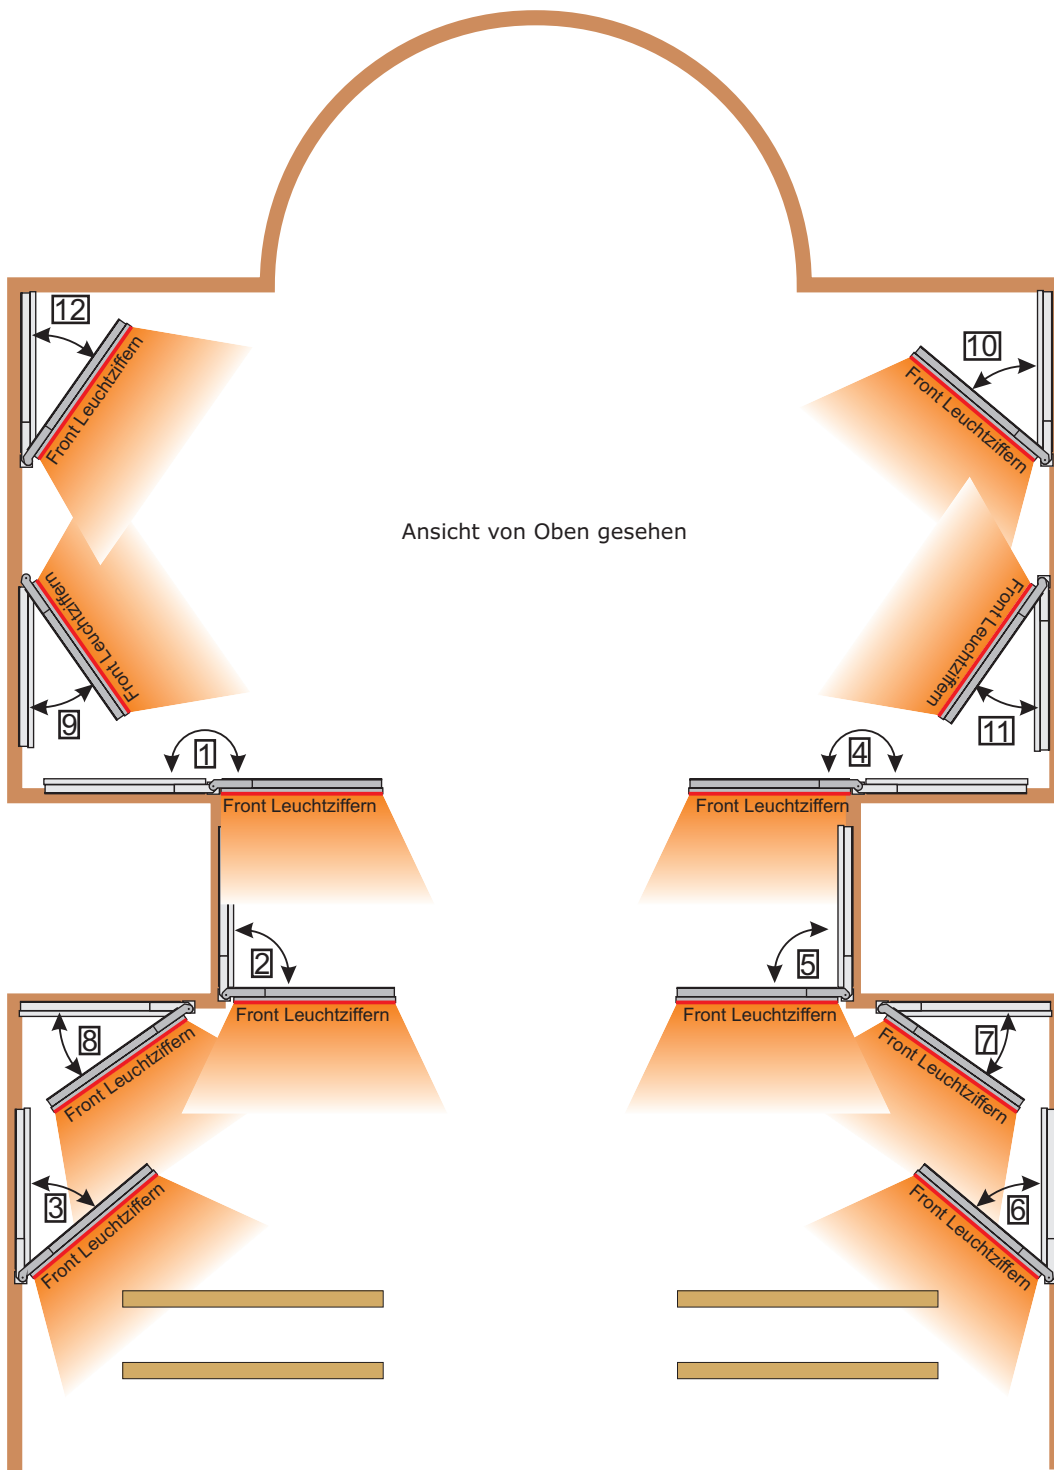 12
Front Leuchtziffern
10
Front Leuchtziffern
Ansicht von Oben gesehen
Front Leuchtziffern
9
Front Leuchtziffern
11
1
4
Front Leuchtziffern
Front Leuchtziffern
2
5
Front Leuchtziffern
Front Leuchtziffern
8
Front Leuchtziffern
7
Front Leuchtziffern
3
Front Leuchtziffern
6
Front Leuchtziffern